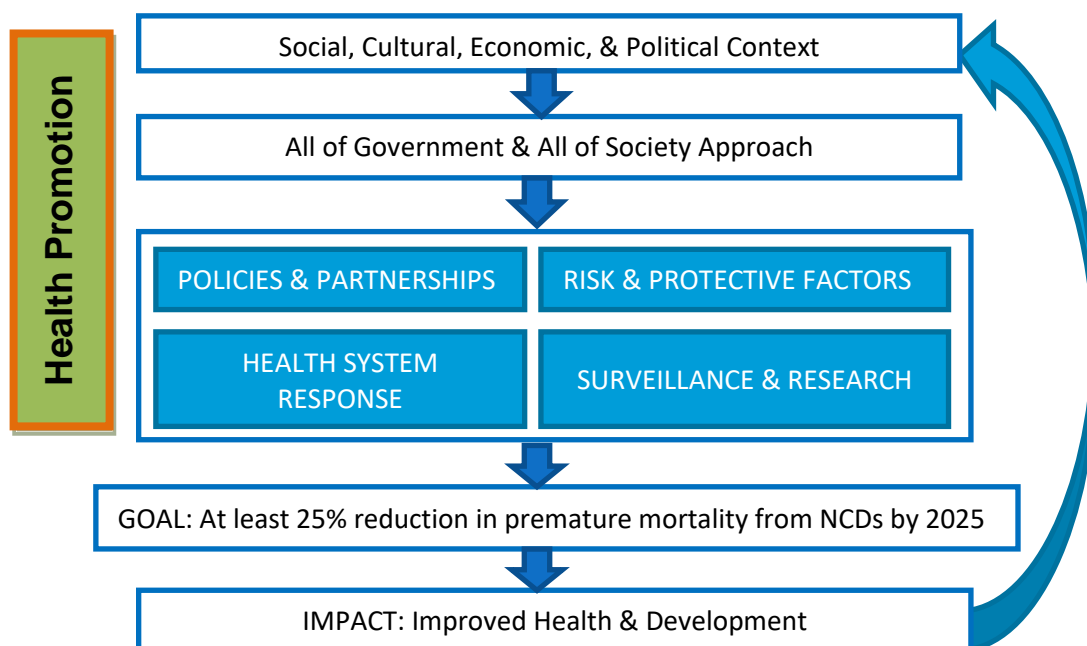 Health Promotion
Social, Cultural, Economic, & Political Context
All of Government & All of Society Approach
POLICIES & PARTNERSHIPS
RISK & PROTECTIVE FACTORS
HEALTH SYSTEM
RESPONSE
SURVEILLANCE & RESEARCH
GOAL: At least 25% reduction in premature mortality from NCDs by 2025
IMPACT: Improved Health & Development